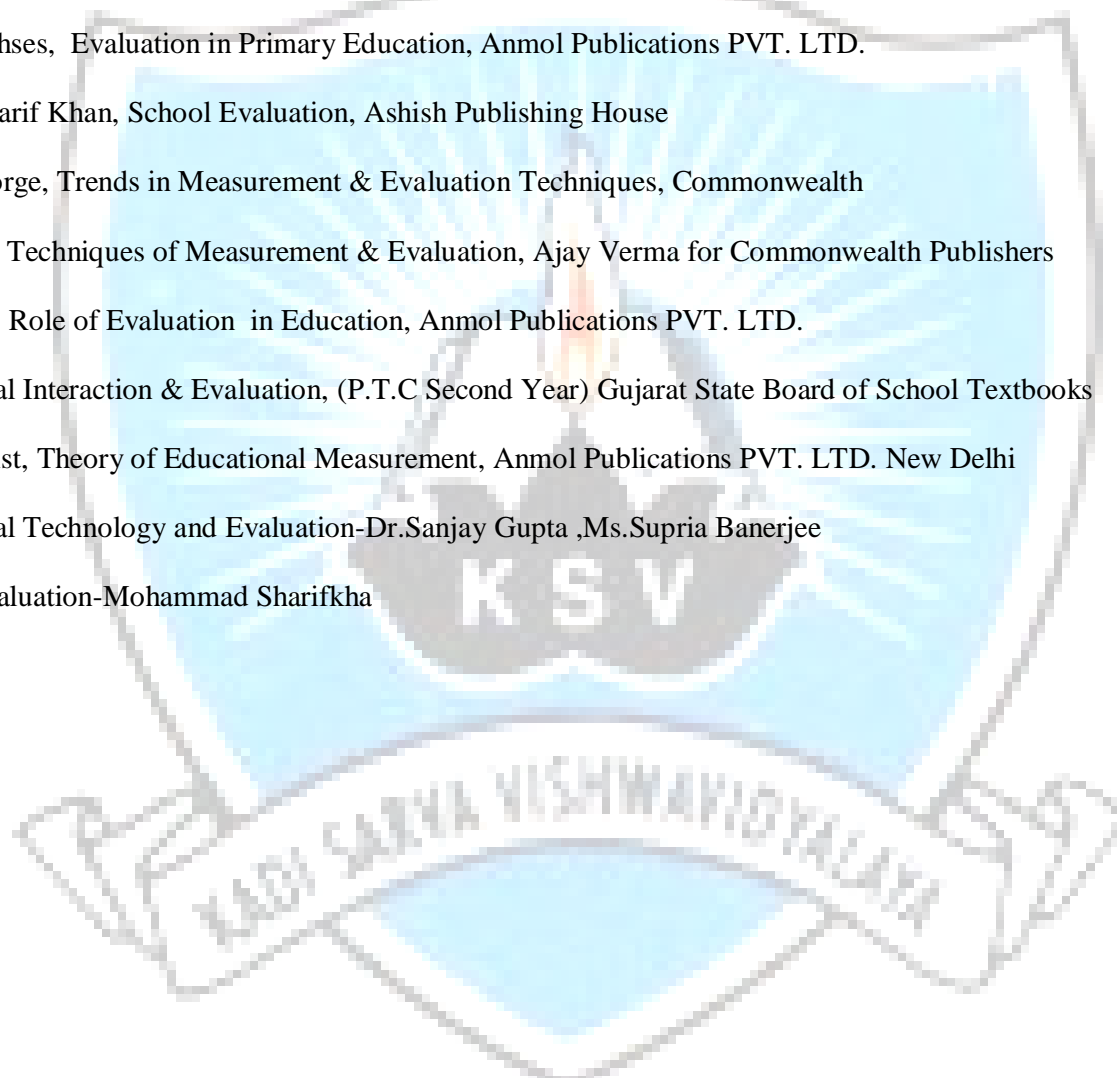 hses, Evaluation in Primary Education, Anmol Publications PVT. LTD.
arif Khan, School Evaluation, Ashish Publishing House
orge, Trends in Measurement & Evaluation Techniques, Commonwealth
Techniques of Measurement & Evaluation, Ajay Verma for Commonwealth Publishers
Role of Evaluation in Education, Anmol Publications PVT. LTD.
al Interaction & Evaluation, (P.T.C Second Year) Gujarat State Board of School Textbooks
st, Theory of Educational Measurement, Anmol Publications PVT. LTD. New Delhi
al Technology and Evaluation-Dr.Sanjay Gupta ,Ms.Supria Banerjee
aluation-Mohammad Sharifkha
KSV
KADI SARVA VISHWAVIDYALAYA